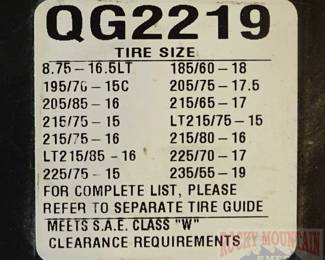 QG2219
TIRE SIZE
8.75 - 16.5LT 185/60 - 18
195/70 - 15C 205/75 - 17.5
205/85 - 16 215/65 - 17
215/75 - 15 LT215/75 - 15
215/75 - 16 215/80 - 16
LT215/85 - 16 225/70 - 17
225/75 - 15 235/55 - 19
FOR COMPLETE LIST, PLEASE
REFER TO SEPARATE TIRE GUIDE
MEETS S.A.E. CLASS "W"
CLEARANCE REQUIREMENTS
ROCKY MOUNTAIN